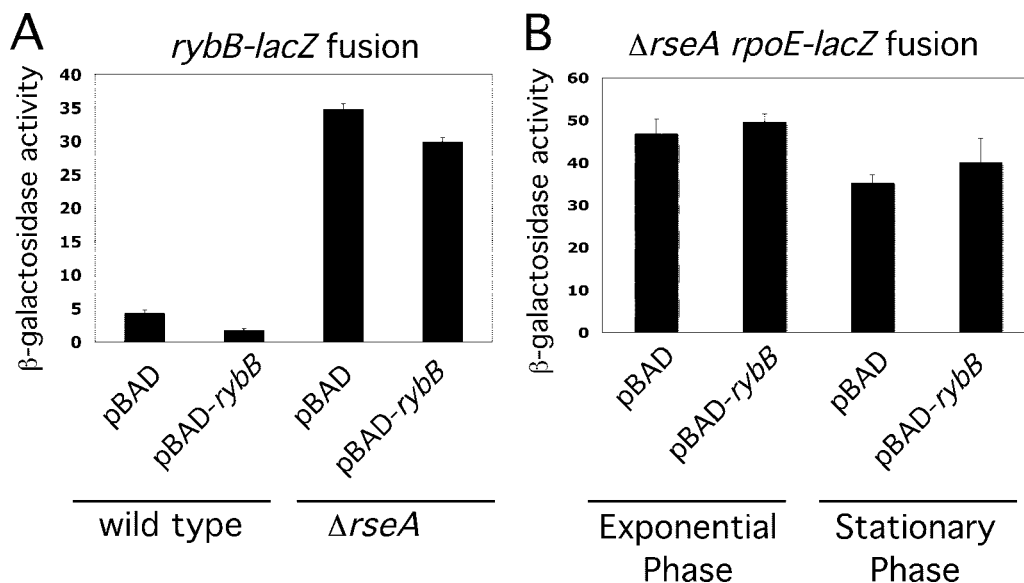 A
rybB-lacZ fusion
β-galactosidase activity
40
35
30
25
20
15
10
5
0
pBAD
pBAD-rybB
pBAD
pBAD-rybB
wild type
ΔrseA
B
ΔrseA rpoE-lacZ fusion
β-galactosidase activity
60
50
40
30
20
10
0
pBAD
pBAD-rybB
pBAD
pBAD-rybB
Exponential
Phase
Stationary
Phase